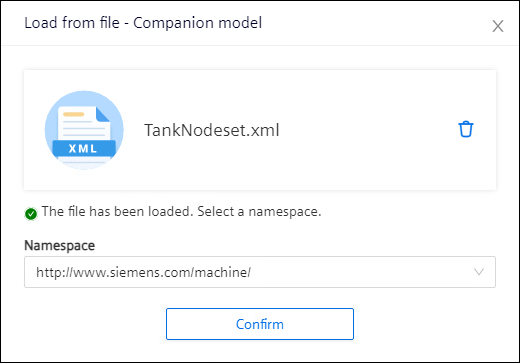 Load from file - Companion model
XML
TankNodeset.xml
The file has been loaded. Select a namespace.
Namespace
http://www.siemens.com/machine/
Confirm